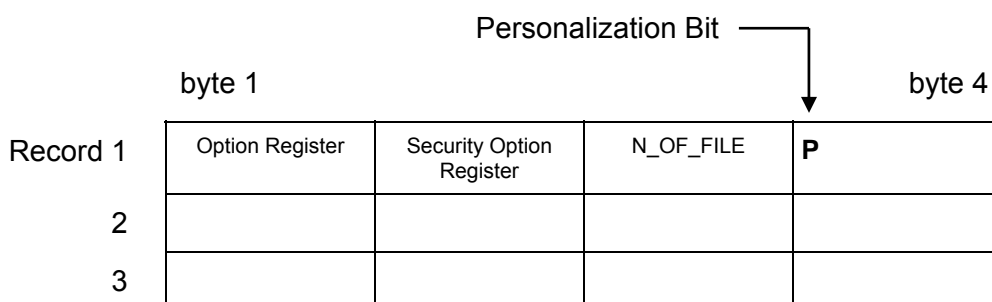 Personalization Bit
byte 1 byte 4
Record 1 Option Register Security Option Register N_OF_FILE P
2
3